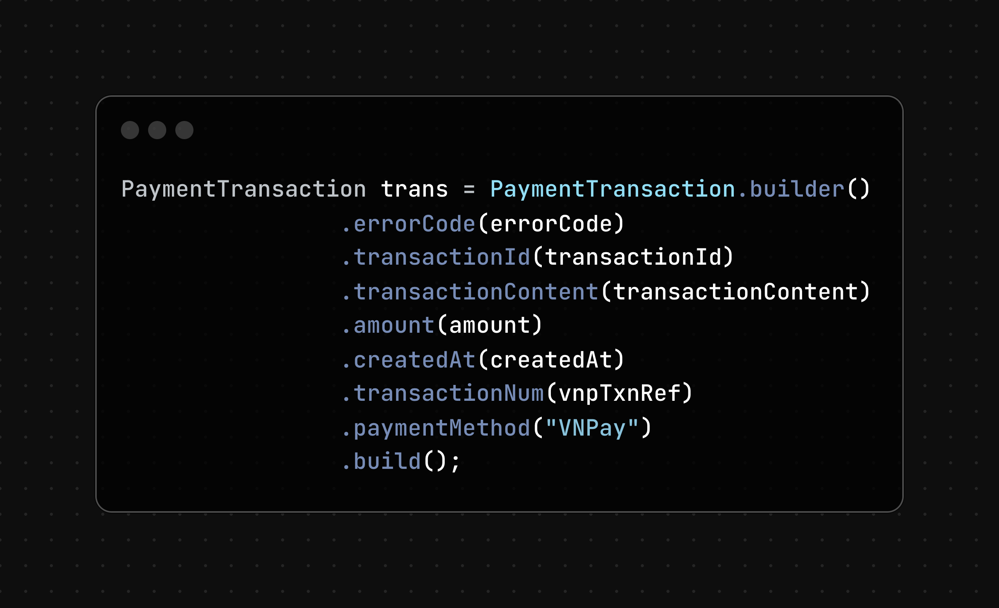 PaymentTransaction trans = PaymentTransaction.builder()
.errorCode(errorCode)
.transactionId(transactionId)
.transactionContent(transactionContent)
.amount(amount)
.createdAt(createdAt)
.transactionNum(vnpTxnRef)
.paymentMethod("VNPay")
.build();